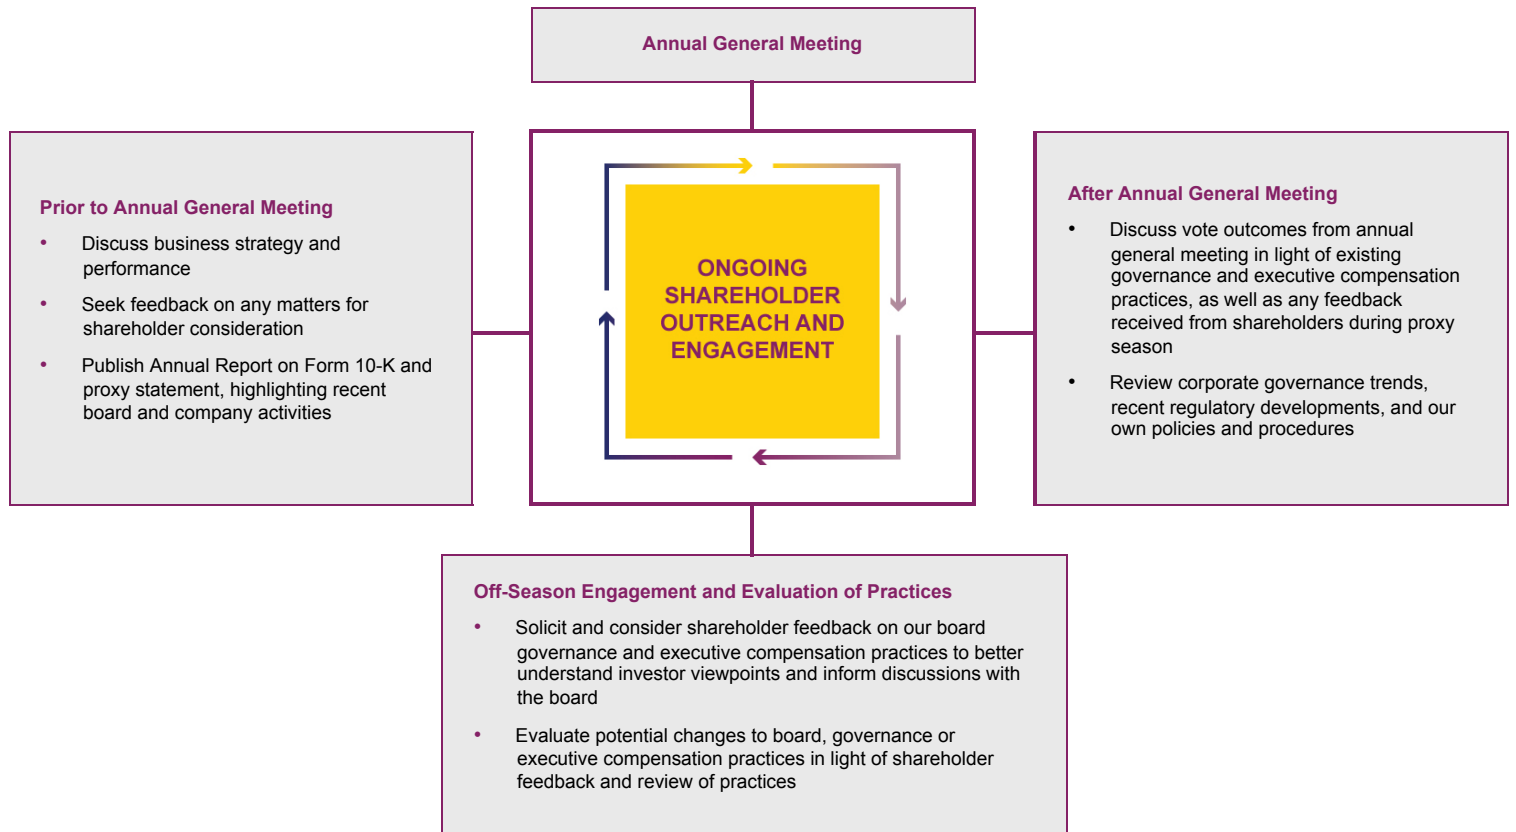 Annual General Meeting
Prior to Annual General Meeting
• Discuss business strategy and
performance
• Seek feedback on any matters for
shareholder consideration
• Publish Annual Report on Form 10-K and
proxy statement, highlighting recent
board and company activities
ONGOING
SHAREHOLDER
OUTREACH AND
ENGAGEMENT
After Annual General Meeting
• Discuss vote outcomes from annual
general meeting in light of existing
governance and executive compensation
practices, as well as any feedback
received from shareholders during proxy
season
• Review corporate governance trends,
recent regulatory developments, and our
own policies and procedures
Off-Season Engagement and Evaluation of Practices
• Solicit and consider shareholder feedback on our board
governance and executive compensation practices to better
understand investor viewpoints and inform discussions with
the board
• Evaluate potential changes to board, governance or
executive compensation practices in light of shareholder
feedback and review of practices